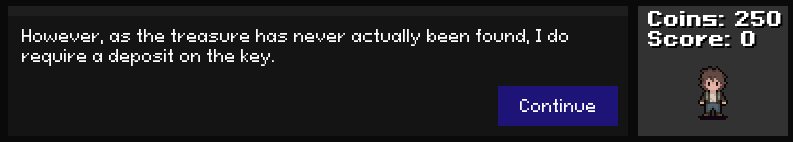 However, as the treasure has never actually been found, I do
require a deposit on the key.
Continue
Coins: 250
Score: 0